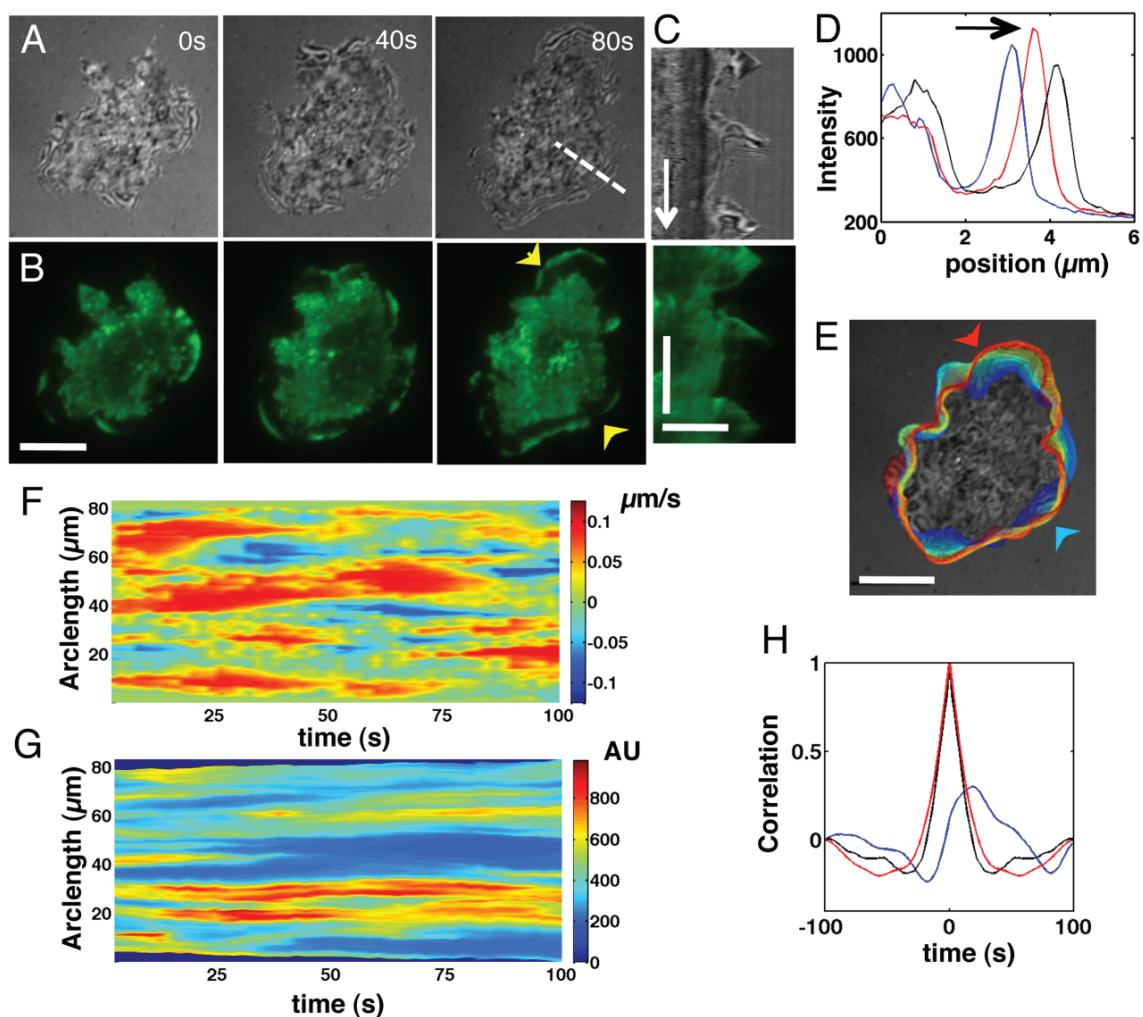 A
0s
40s
80s
C
D
1000
600
200
Intensity
0
2
4
6
position (µm)
B
E
F
µm/s
80
60
40
20
Arclength (µm)
0.1
0.05
0
-0.05
-0.1
25
50
75
100
time (s)
G
AU
80
60
40
20
Arclength (µm)
800
600
400
200
0
25
50
75
100
time (s)
H
1
0.5
0
Correlation
-100
0
100
time (s)